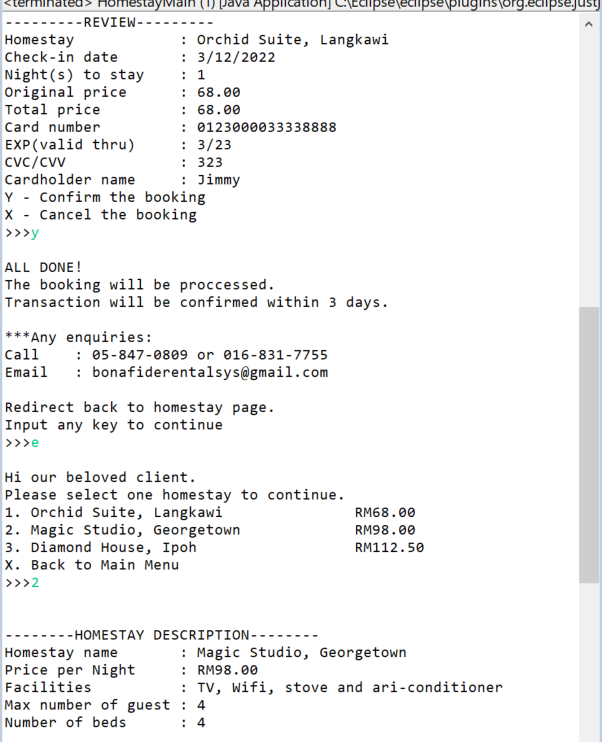 <terminated> HomestayMain (1) [Java Application] C:\Eclipse\eclipse\plugins\org.eclipse.justj
---------REVIEW---------
Homestay : Orchid Suite, Langkawi
Check-in date : 3/12/2022
Night(s) to stay : 1
Original price : 68.00
Total price : 68.00
Card number : 0123000033338888
EXP(valid thru) : 3/23
CVC/CVV : 323
Cardholder name : Jimmy
Y - Confirm the booking
X - Cancel the booking
>>>y
ALL DONE!
The booking will be proccessed.
Transaction will be confirmed within 3 days.
***Any enquiries:
Call : 05-847-0809 or 016-831-7755
Email : bonafiderentalsys@gmail.com
Redirect back to homestay page.
Input any key to continue
>>>e
Hi our beloved client.
Please select one homestay to continue.
1. Orchid Suite, Langkawi RM68.00
2. Magic Studio, Georgetown RM98.00
3. Diamond House, Ipoh RM112.50
X. Back to Main Menu
>>>2
--------HOMESTAY DESCRIPTION--------
Homestay name : Magic Studio, Georgetown
Price per Night : RM98.00
Facilities : TV, Wifi, stove and ari-conditioner
Max number of guest : 4
Number of beds : 4